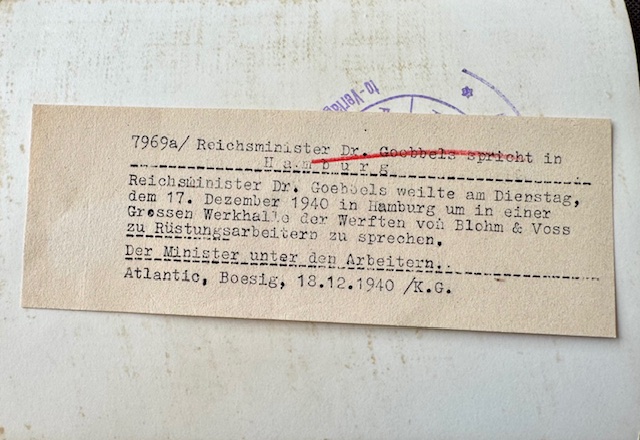 to-Verlag
7969a/ Reichsminister Dr. Goebbels spricht in
H a m b u r g
Reichsminister Dr. Goebbels weilte am Dienstag,
dem 17. Dezember 1940 in Hamburg um in einer
Grossen Werkhalle der Werften von Blohm & Voss
zu Rüstungsarbeitern zu sprechen.
Der Minister unter den Arbeitern..
Atlantic, Boesig, 18.12.1940 /K.G.